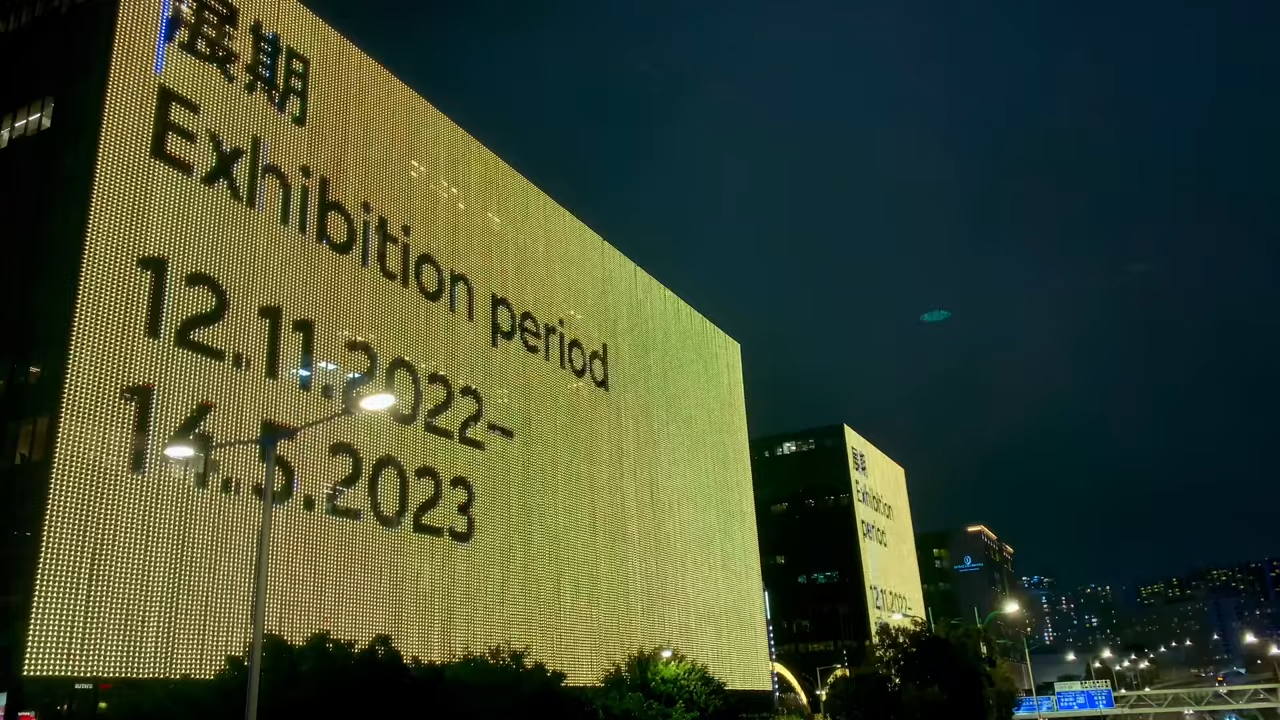 展期
Exhibition period
12.11.2022–
14.5.2023
展期
Exhibition
period
12.11.2022–